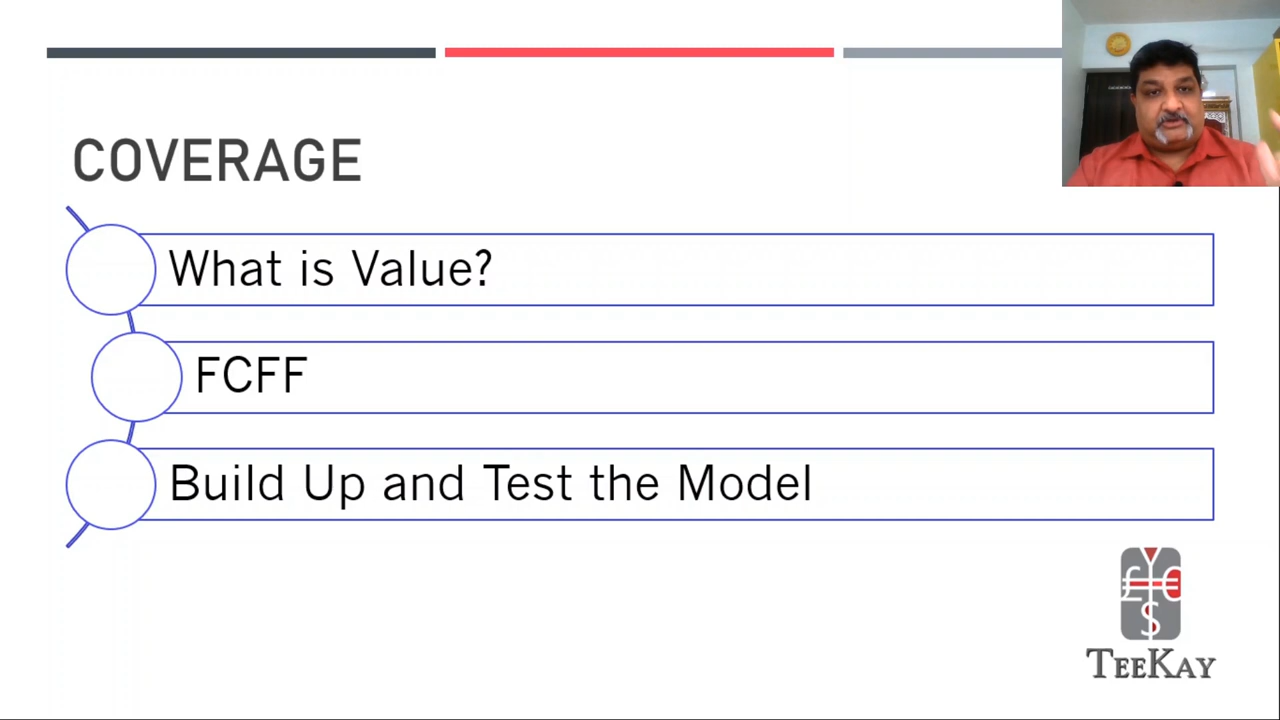 COVERAGE
What is Value?
FCFF
Build Up and Test the Model
¥
£ €
$
TEEKAY